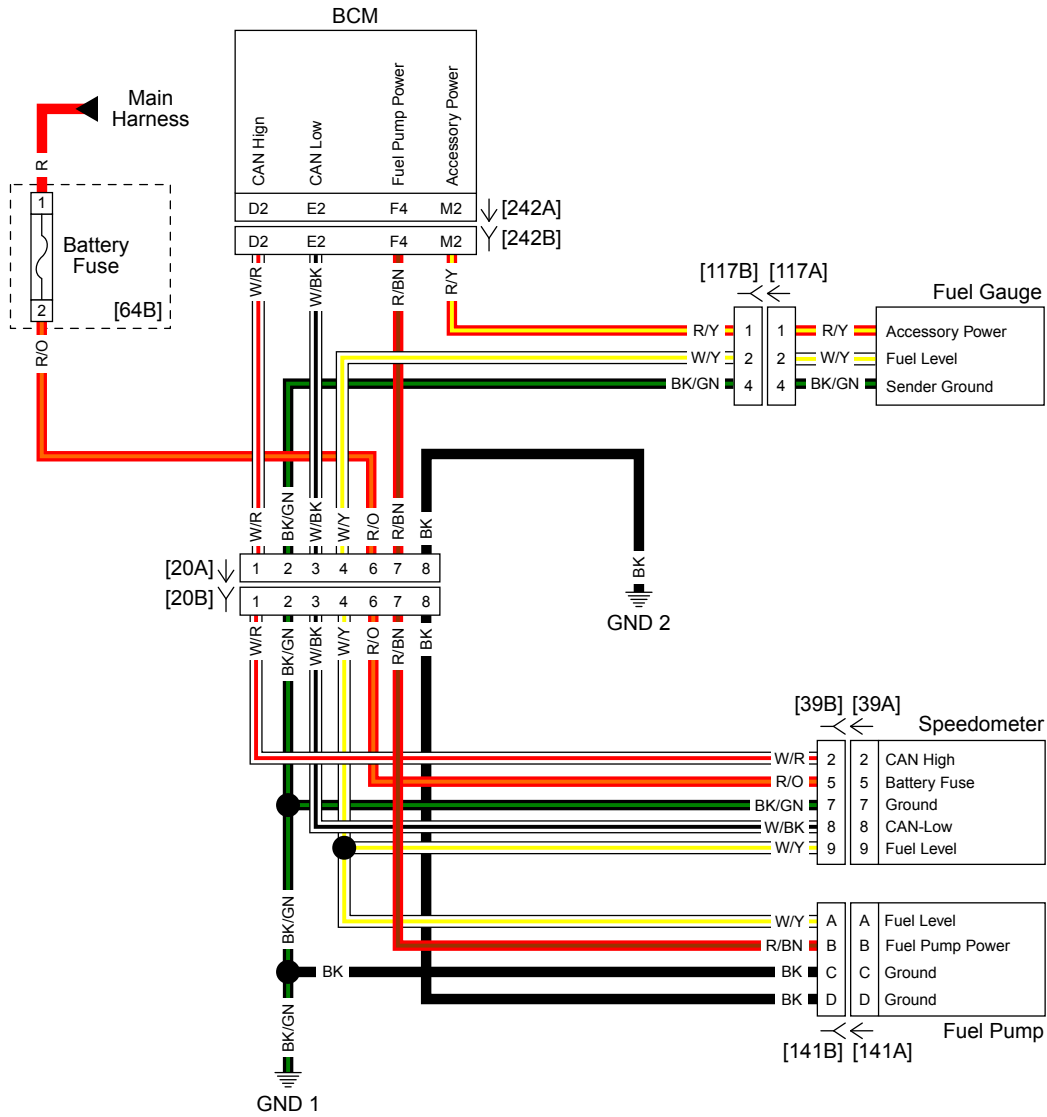 BCM
Main
Harness
CAN Hign
CAN Low
Fuel Pump Power
Accessory Power
D2 E2 F4 M2 [242A]
D2 E2 F4 M2 [242B]
R
1
Battery
Fuse
2
[64B]
R/O
W/R W/BK R/BN R/Y
[117B] [117A]
Fuel Gauge
R/Y 1 1 R/Y Accessory Power
W/Y 2 2 W/Y Fuel Level
BK/GN 4 4 BK/GN Sender Ground
W/R BK/GN W/BK W/Y R/O R/BN BK
[20A] 1 2 3 4 6 7 8
[20B] 1 2 3 4 6 7 8
W/R BK/GN W/BK W/Y R/O R/BN BK
BK
GND 2
[39B] [39A]
Speedometer
W/R 2 2 CAN High
R/O 5 5 Battery Fuse
BK/GN 7 7 Ground
W/BK 8 8 CAN-Low
W/Y 9 9 Fuel Level
BK/GN
W/Y A A Fuel Level
R/BN B B Fuel Pump Power
BK BK C C Ground
BK D D Ground
Fuel Pump
[141B] [141A]
BK/GN
GND 1